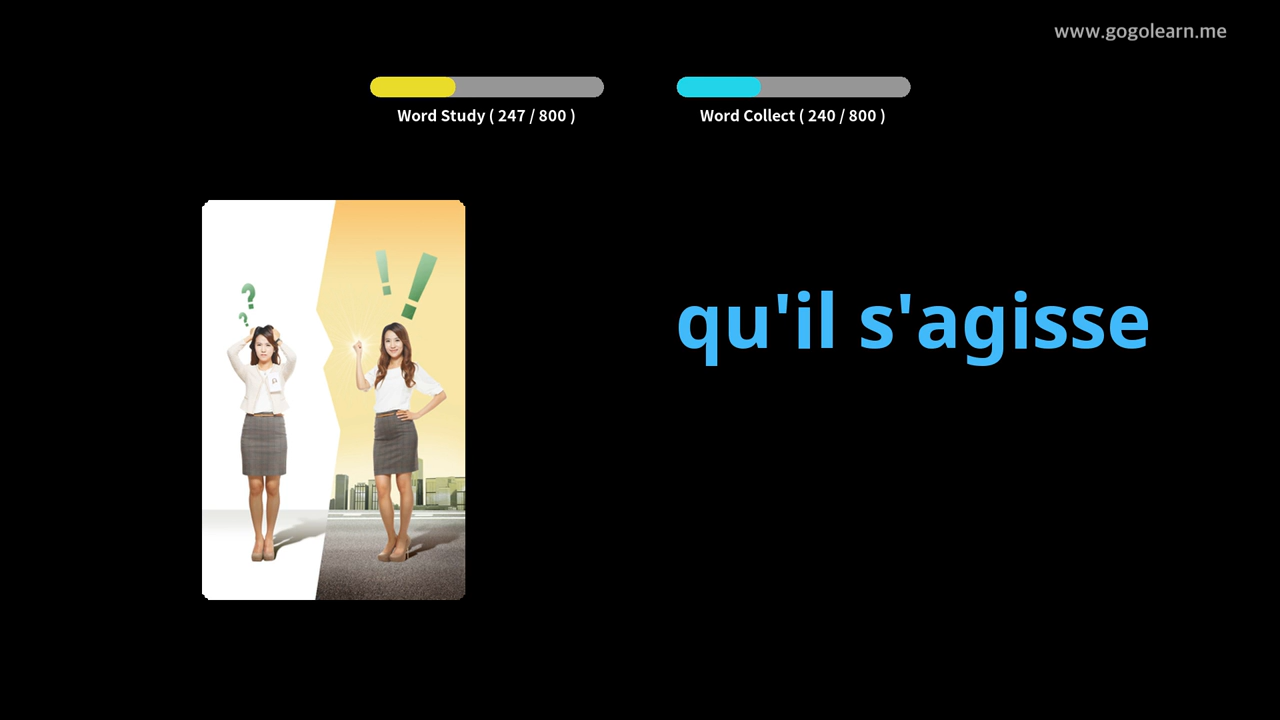 www.gogolearn.me
Word Study ( 247 / 800 )
Word Collect ( 240 / 800 )
? ?
! !
qu'il s'agisse